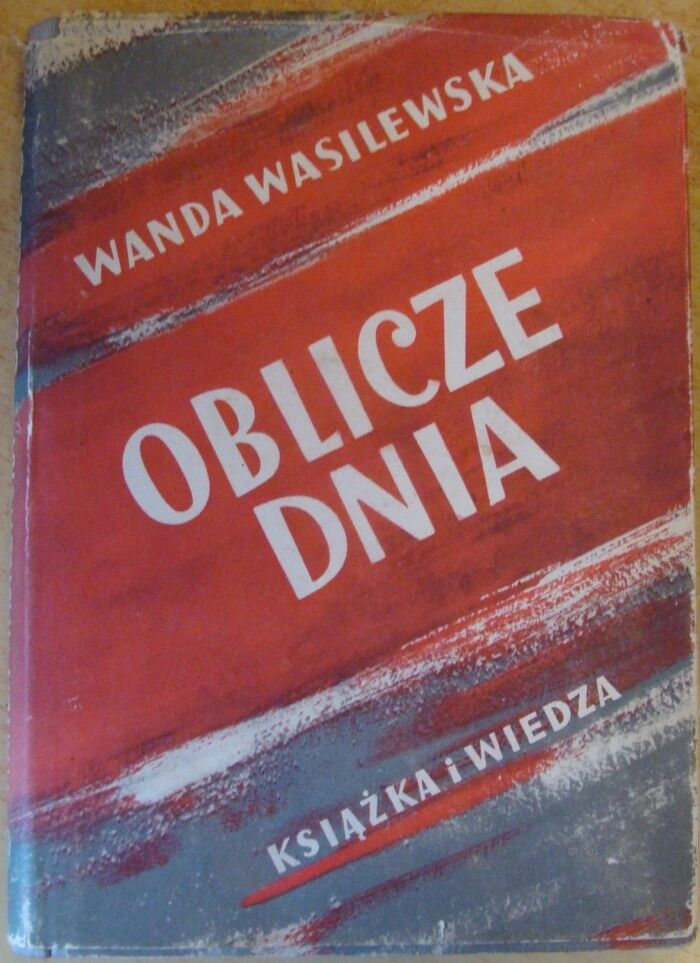 WANDA WASILEWSKA
OBLICZE
DNIA
KSIĄŻKA i WIEDZA